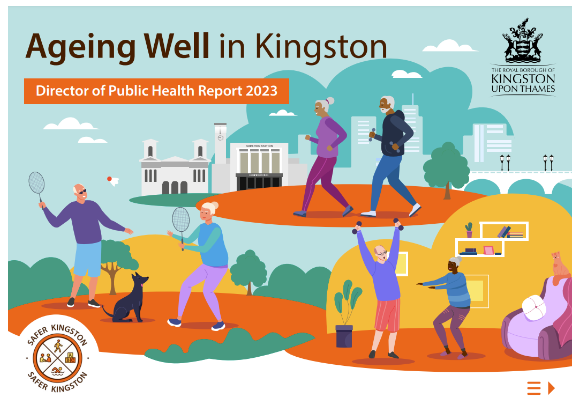 Ageing Well in Kingston
Director of Public Health Report 2023
THE ROYAL BOROUGH OF
KINGSTON
UPON THAMES
SAFER KINGSTON
SAFER KINGSTON